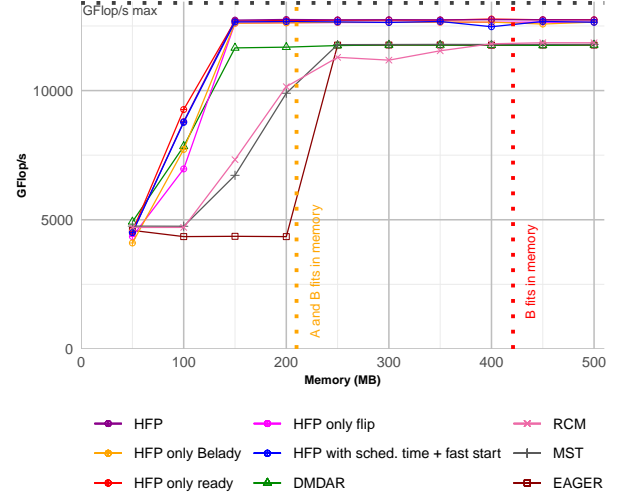 GFlop/s max
10000
5000
0
GFlop/s
A and B fits in memory
B fits in memory
0 100 200 300 400 500
Memory (MB)
HFP HFP only flip RCM
HFP only Belady HFP with sched. time + fast start MST
HFP only ready DMDAR EAGER